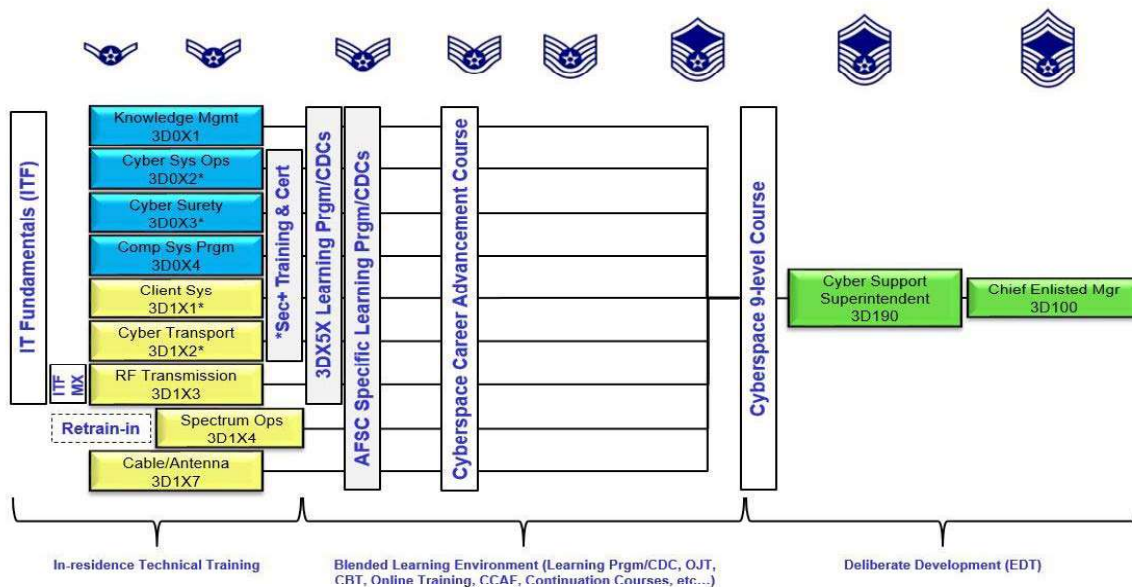 IT Fundamentals (ITF)
ITF
MX
Knowledge Mgmt
3D0X1
Cyber Sys Ops
3D0X2*
Cyber Surety
3D0X3*
Comp Sys Prgm
3D0X4
Client Sys
3D1X1*
Cyber Transport
3D1X2*
RF Transmission
3D1X3
Retrain-in
Spectrum Ops
3D1X4
Cable/Antenna
3D1X7
*Sec+ Training & Cert
3DX5X Learning Prgm/CDCs
AFSC Specific Learning Prgm/CDCs
Cyberspace Career Advancement Course
Cyberspace 9-level Course
Cyber Support
Superintendent
3D190
Chief Enlisted Mgr
3D100
In-residence Technical Training
Blended Learning Environment (Learning Prgm/CDC, OJT,
CBT, Online Training, CCAF, Continuation Courses, etc...)
Deliberate Development (EDT)